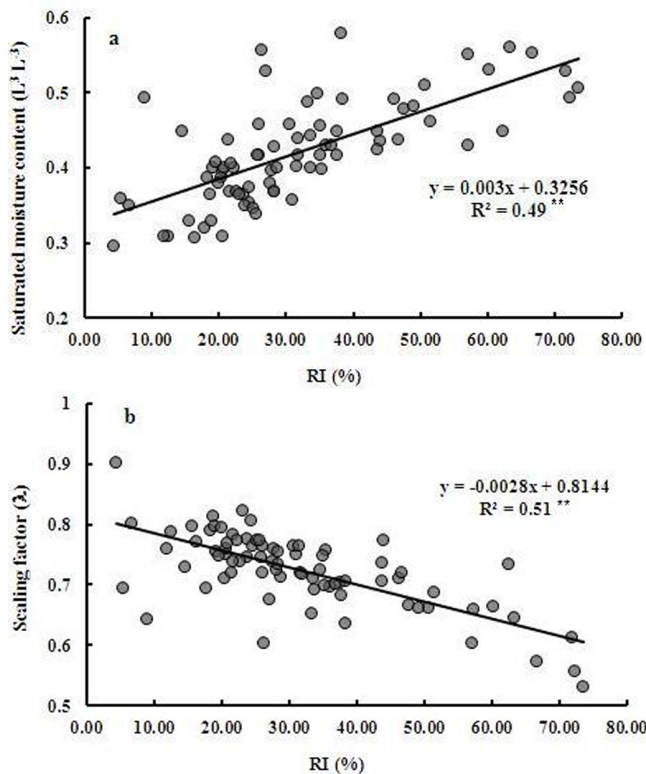 a
0.6
0.5
0.4
0.3
0.2
Saturated moisture content (L³ L⁻³)
y = 0.003x + 0.3256
R² = 0.49 **
0.00 10.00 20.00 30.00 40.00 50.00 60.00 70.00 80.00
RI (%)
b
1
0.9
0.8
0.7
0.6
0.5
Scaling factor (λ)
y = -0.0028x + 0.8144
R² = 0.51 **
0.00 10.00 20.00 30.00 40.00 50.00 60.00 70.00 80.00
RI (%)